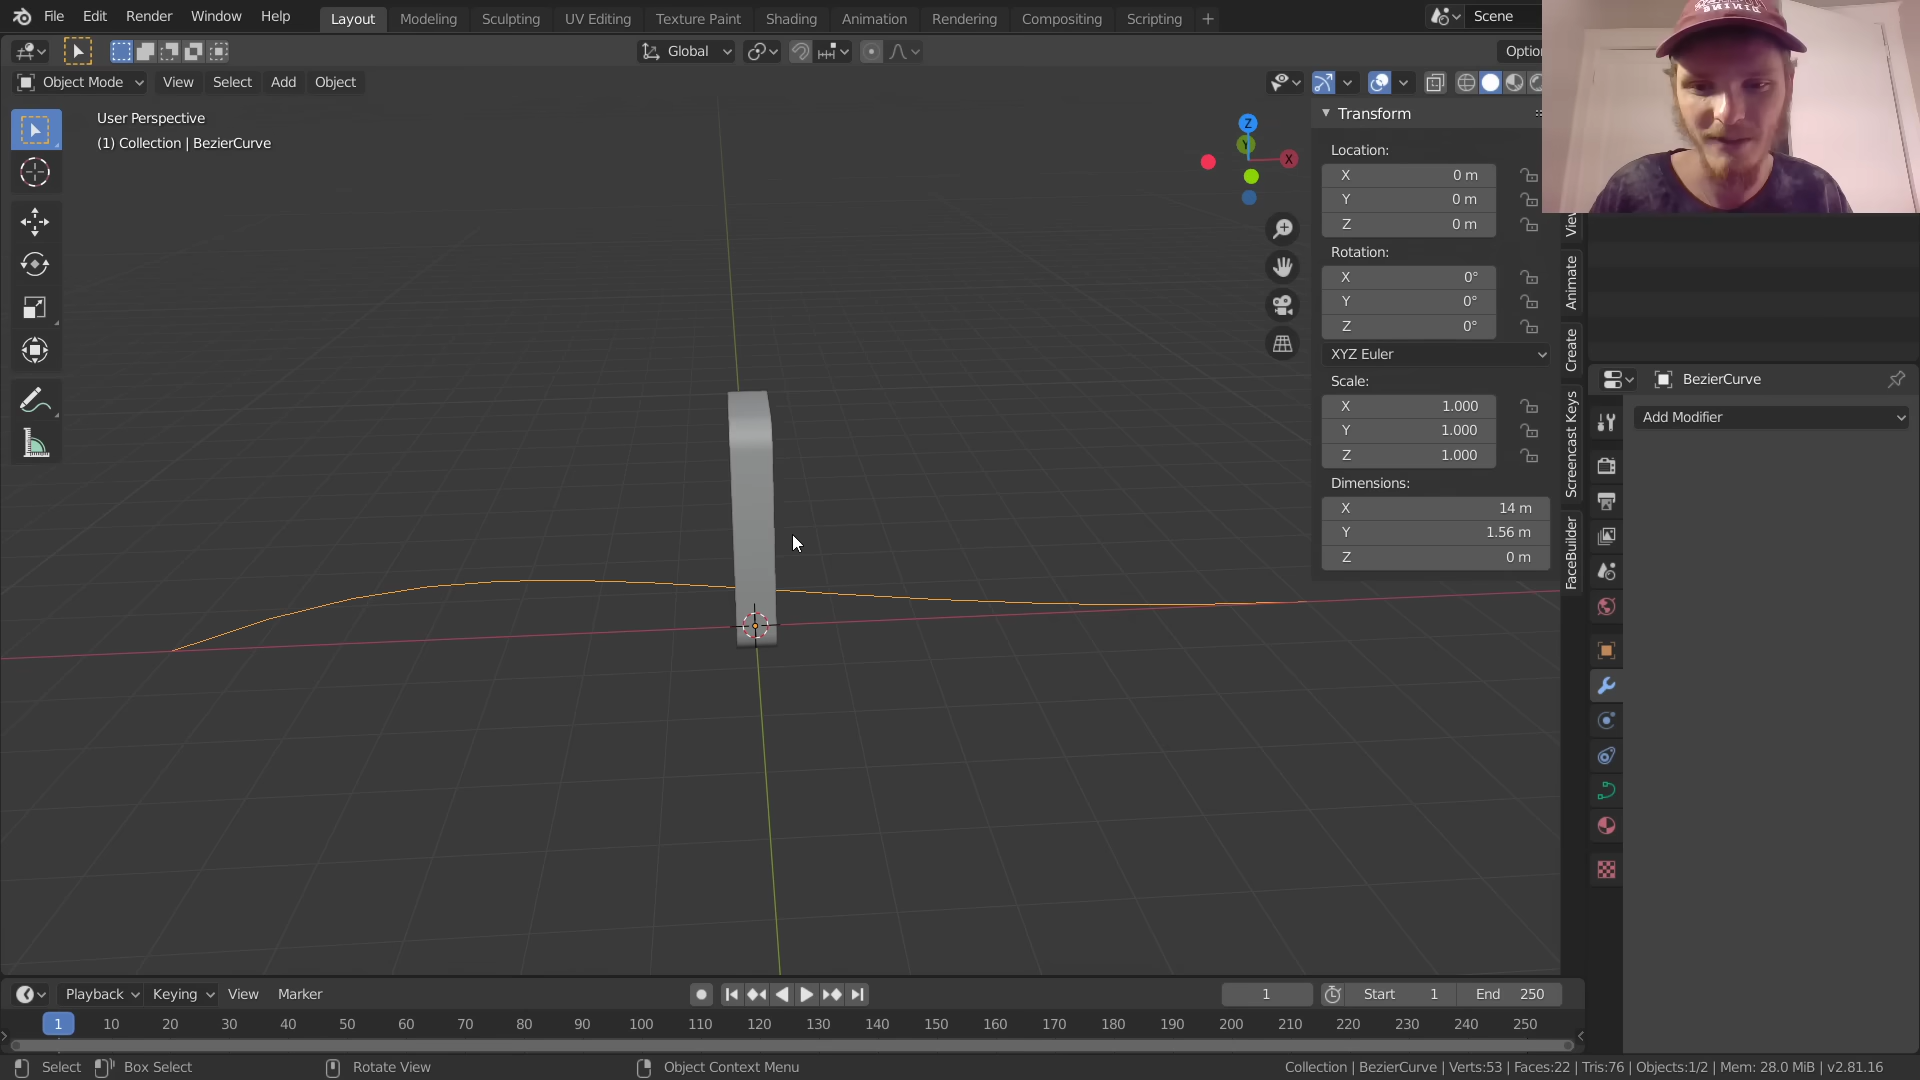 File Edit Render Window Help Layout Modeling Sculpting UV Editing Texture Paint Shading Animation Rendering Compositing Scripting + Scene
Global
Object Mode View Select Add Object
User Perspective
(1) Collection | BezierCurve
Z
Y
X
Transform
Location:
X 0 m
Y 0 m
Z 0 m
Rotation:
X 0°
Y 0°
Z 0°
XYZ Euler
Scale:
X 1.000
Y 1.000
Z 1.000
Dimensions:
X 14 m
Y 1.56 m
Z 0 m
Animate
Create
Screencast Keys
FaceBuilder
BezierCurve
Add Modifier
Playback Keying View Marker 1 Start 1 End 250
1 10 20 30 40 50 60 70 80 90 100 110 120 130 140 150 160 170 180 190 200 210 220 230 240 250
Select Box Select Rotate View Object Context Menu Collection | BezierCurve | Verts:53 | Faces:22 | Tris:76 | Objects:1/2 | Mem: 28.0 MiB | v2.81.16